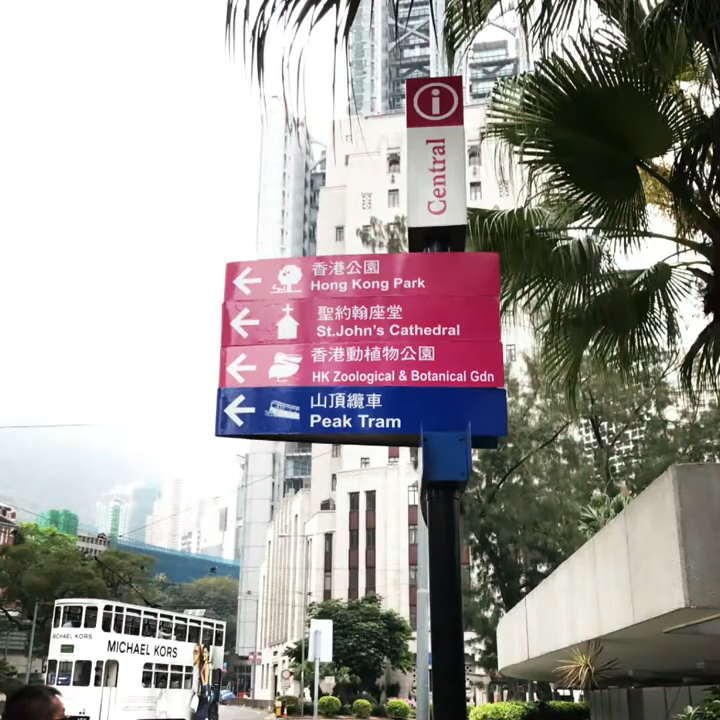 i
Central
香港公園
Hong Kong Park
聖約翰座堂
St.John's Cathedral
香港動植物公園
HK Zoological & Botanical Gdn
山頂纜車
Peak Tram
MICHAEL KORS
MICHAEL KORS